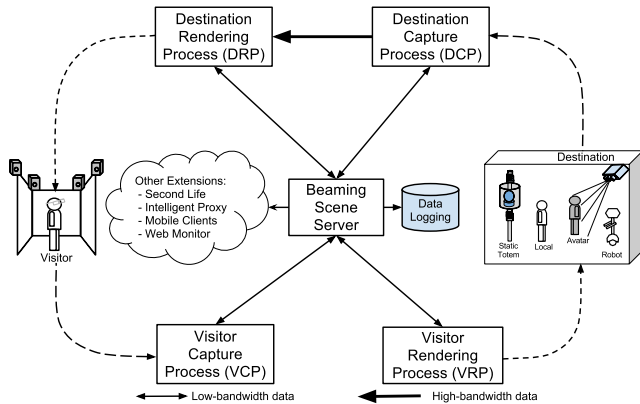 Destination
Rendering
Process (DRP)
Destination
Capture
Process (DCP)
Other Extensions:
- Second Life
- Intelligent Proxy
- Mobile Clients
- Web Monitor
Beaming
Scene
Server
Data
Logging
Destination
Static
Totem
Local
Avatar
Robot
Visitor
Visitor
Capture
Process (VCP)
Visitor
Rendering
Process (VRP)
Low-bandwidth data
High-bandwidth data